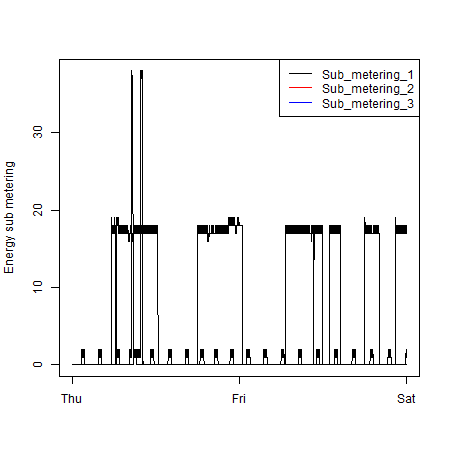 Sub_metering_1
Sub_metering_2
Sub_metering_3
Energy sub metering
30
20
10
0
Thu
Fri
Sat